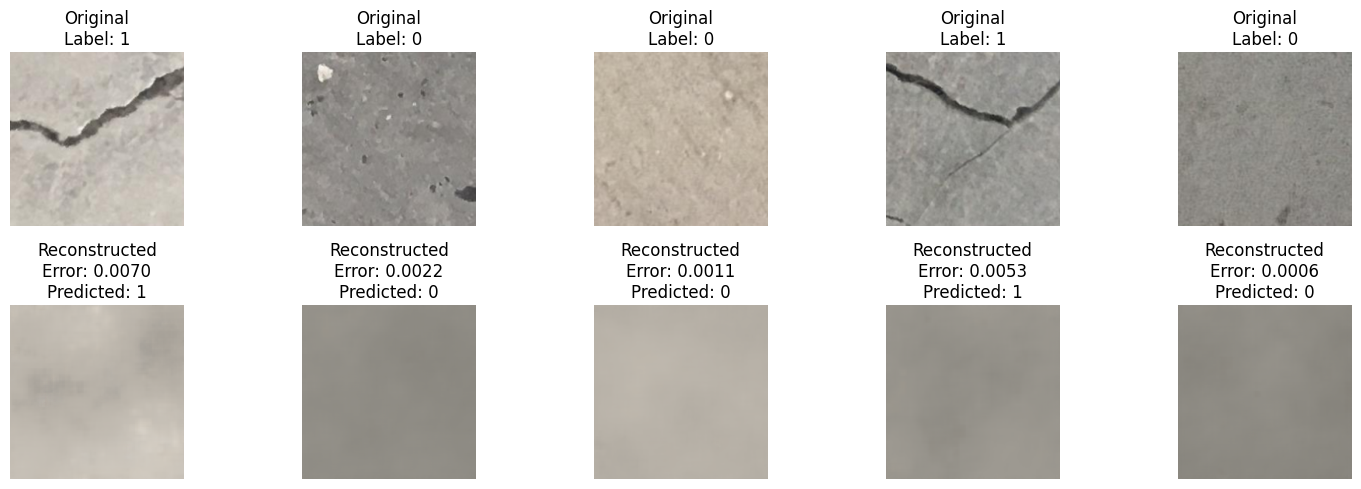 Original
Label: 1
Original
Label: 0
Original
Label: 0
Original
Label: 1
Original
Label: 0
Reconstructed
Error: 0.0070
Predicted: 1
Reconstructed
Error: 0.0022
Predicted: 0
Reconstructed
Error: 0.0011
Predicted: 0
Reconstructed
Error: 0.0053
Predicted: 1
Reconstructed
Error: 0.0006
Predicted: 0